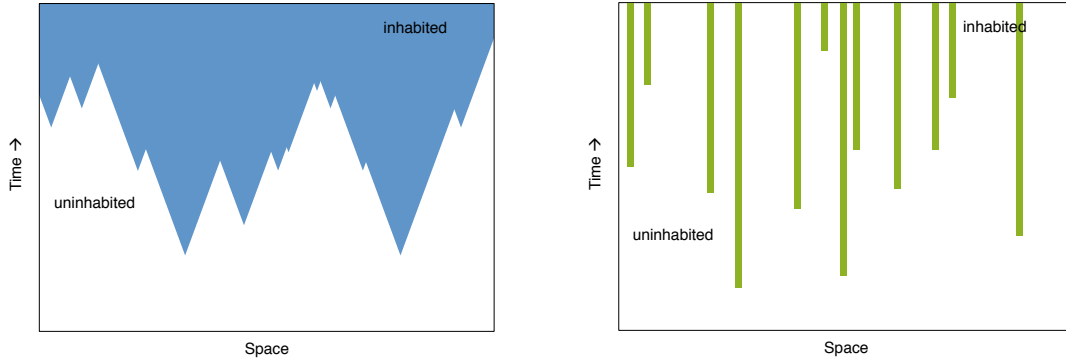 inhabited
uninhabited
Time →
Space
inhabited
uninhabited
Time →
Space